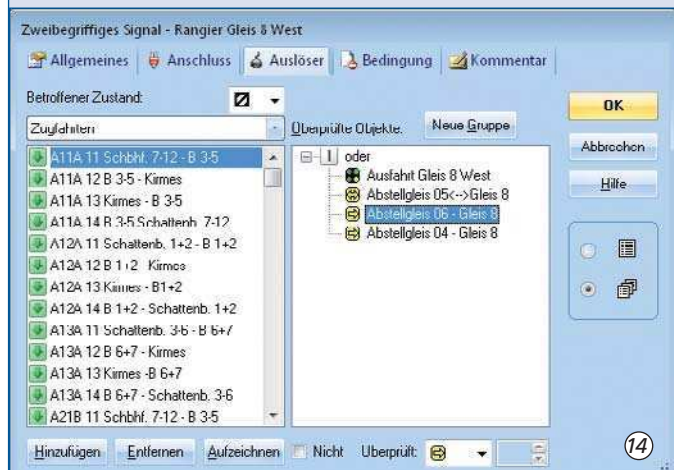 Zweibegriffiges Signal - Rangier Gleis 8 West
Allgemeines Anschluss Auslöser Bedingung Kommentar
Betroffener Zustand:
Zugfahrten
Überprüfte Objekte:
Neue Gruppe
A11A 11 Schbhf. 7-12 - B 3-5
A11A 12 B 3-5 - Kirmes
A11A 13 Kirmes - B 3-5
A11A 14 B 3-5 Schattenb. 7-12
A12A 11 Schattenb. 1+2 - B 1+2
A12A 12 B 1+2 Kirmes
A12A 13 Kirmes - B1+2
A12A 14 B 1+2 - Schattenb. 1+2
A13A 11 Schattenb. 3-6 - B 6+7
A13A 12 B 6+7 - Kirmes
A13A 13 Kirmes -B 6+7
A13A 14 B 6+7 - Schattenb. 3-6
A21B 11 Schbhf. 7-12 - B 3-5
oder
Ausfahrt Gleis 8 West
Abstellgleis 05<-->Gleis 8
Abstellgleis 06 - Gleis 8
Abstellgleis 04 - Gleis 8
OK
Abbrechen
Hilfe
Hinzufügen Entfernen Aufzeichnen Nicht Überprüft:
14